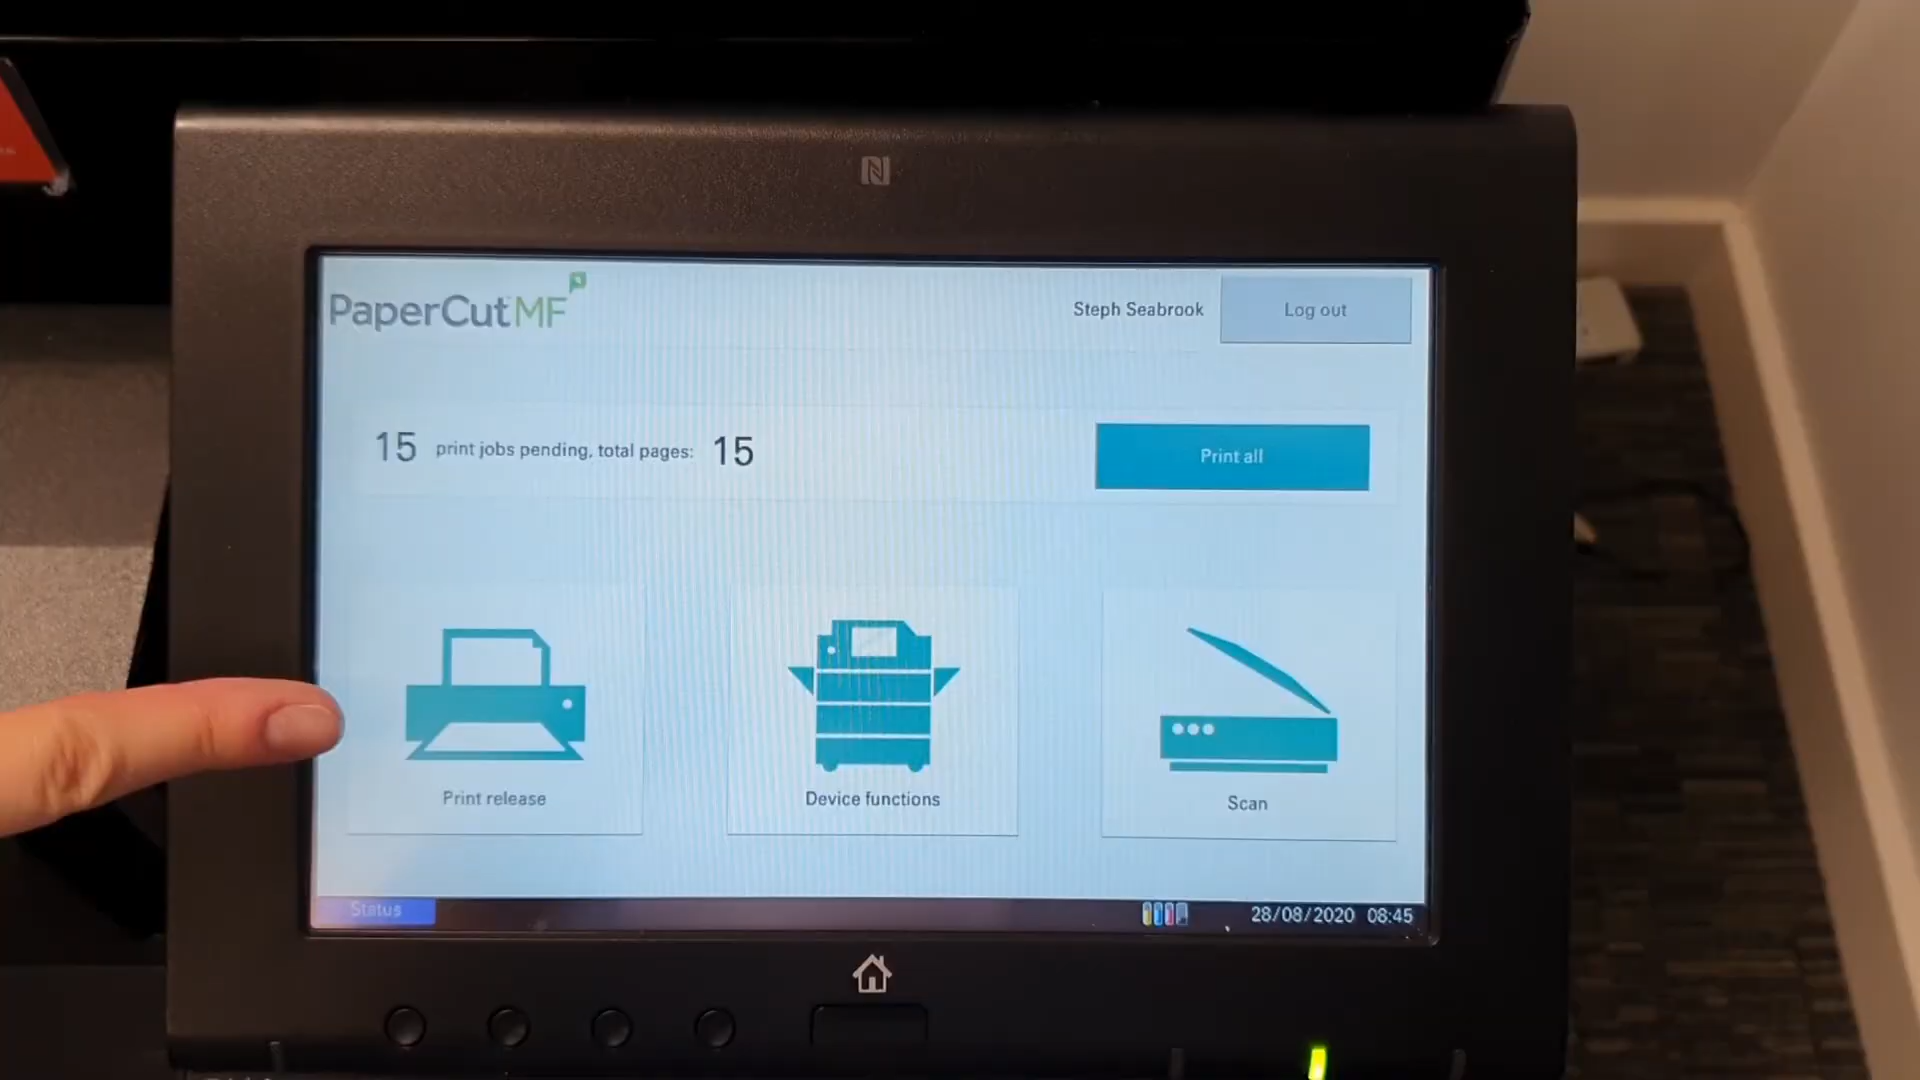 PaperCut MF
Steph Seabrook
Log out
15 print jobs pending, total pages: 15
Print all
Print release
Device functions
Scan
Status
28/08/2020 08:45